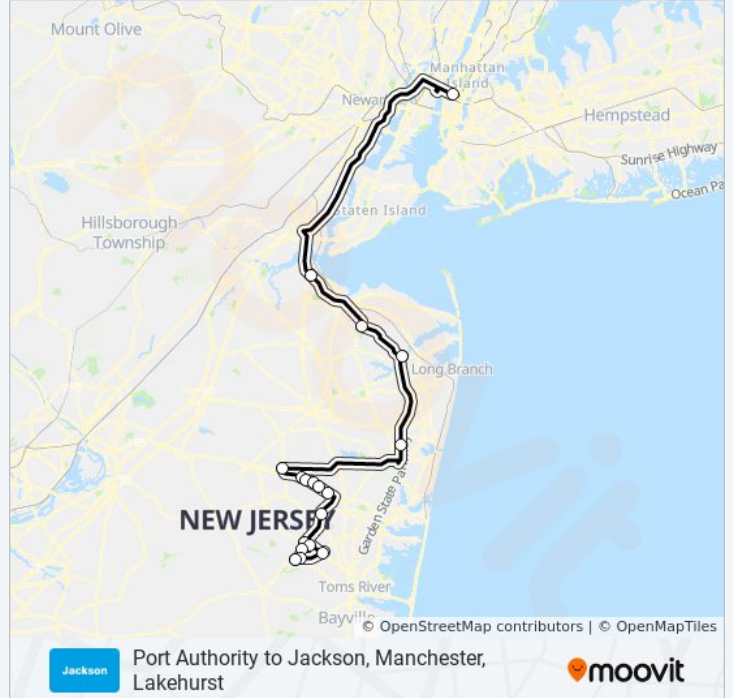 Mount Olive
Manhattan
Island
Newark
Hempstead
Sunrise Highway
Ocean Pa
Staten Island
Hillsborough
Township
Long Branch
Garden State Pa
NEW JERSEY
Toms River
Bayvill
© OpenStreetMap contributors | © OpenMapTiles
Jackson
Port Authority to Jackson, Manchester,
Lakehurst
moovit